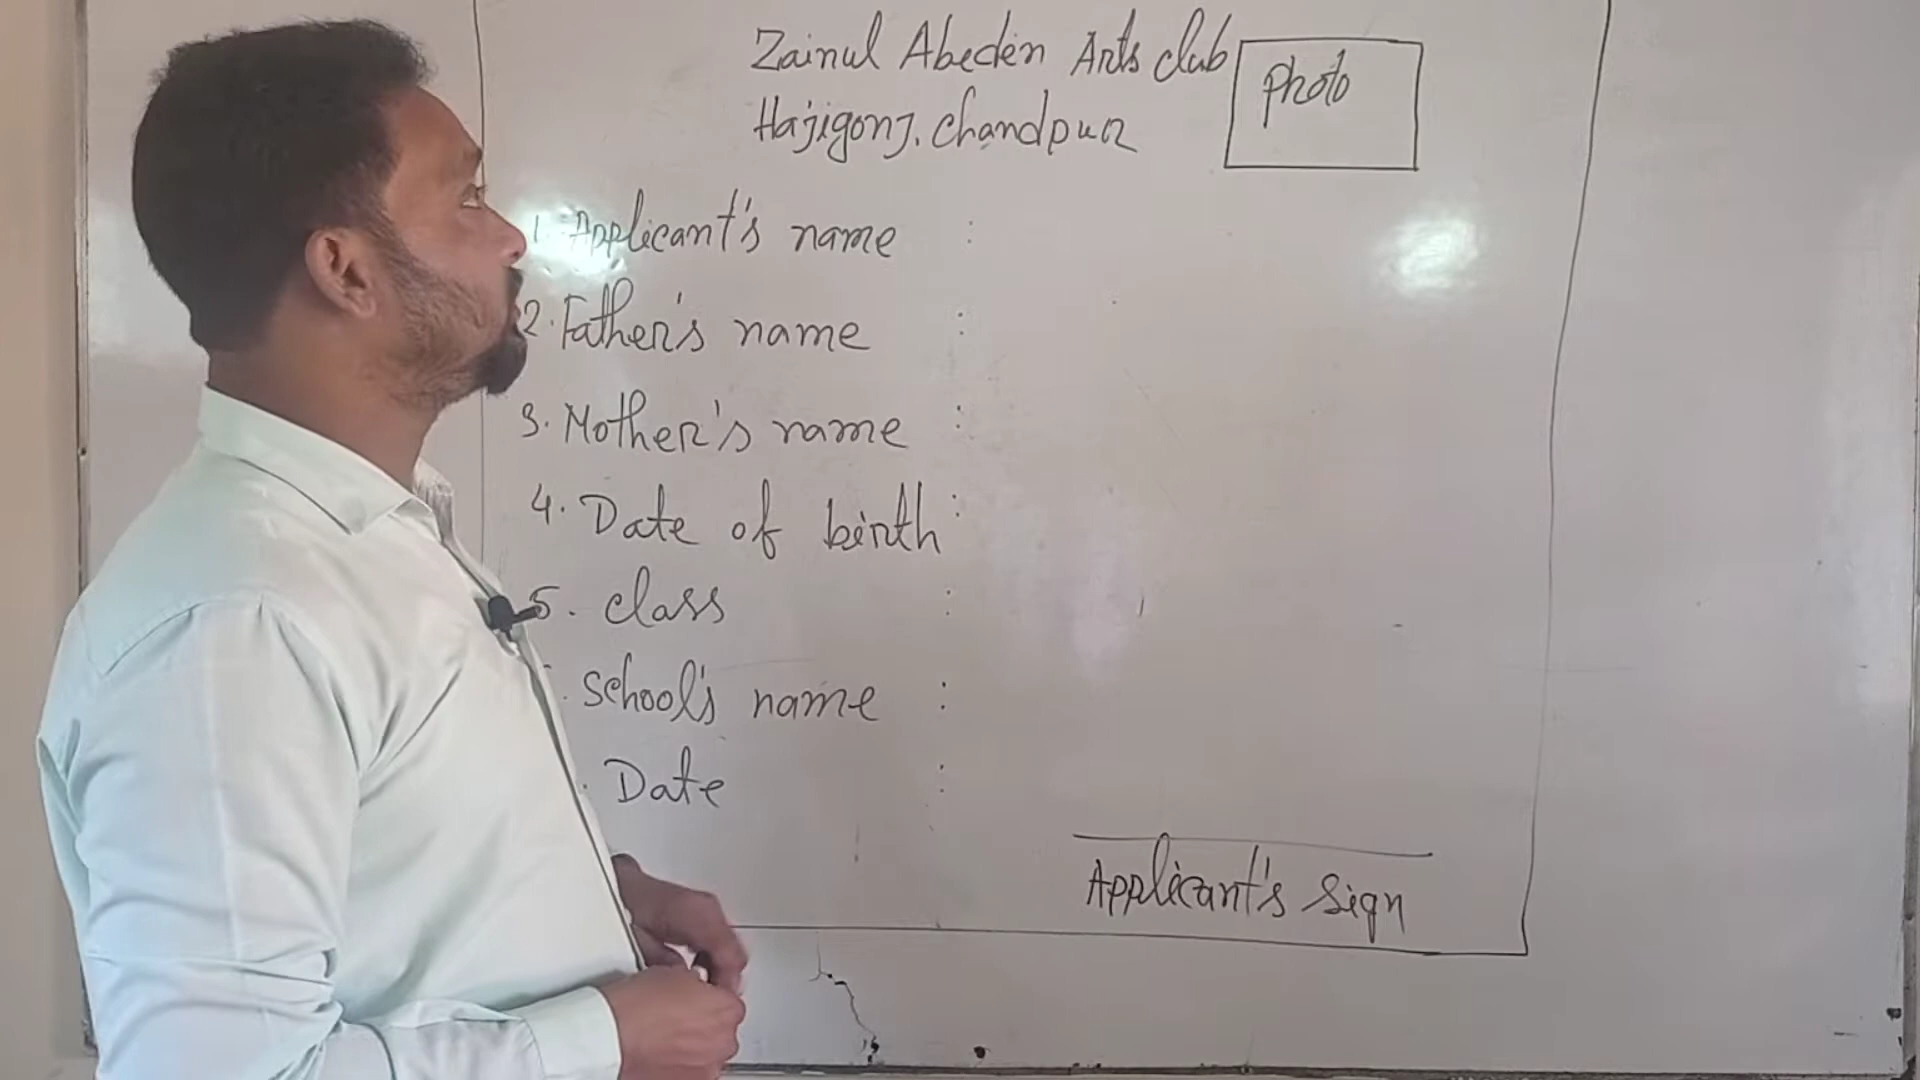 Zainul Abedin Arts club
Photo
Hajigonj. Chandpur
1. Applicant's name :
2. Father's name :
3. Mother's name :
4. Date of birth :
5. class :
. School's name :
. Date :
Applicant's Sign